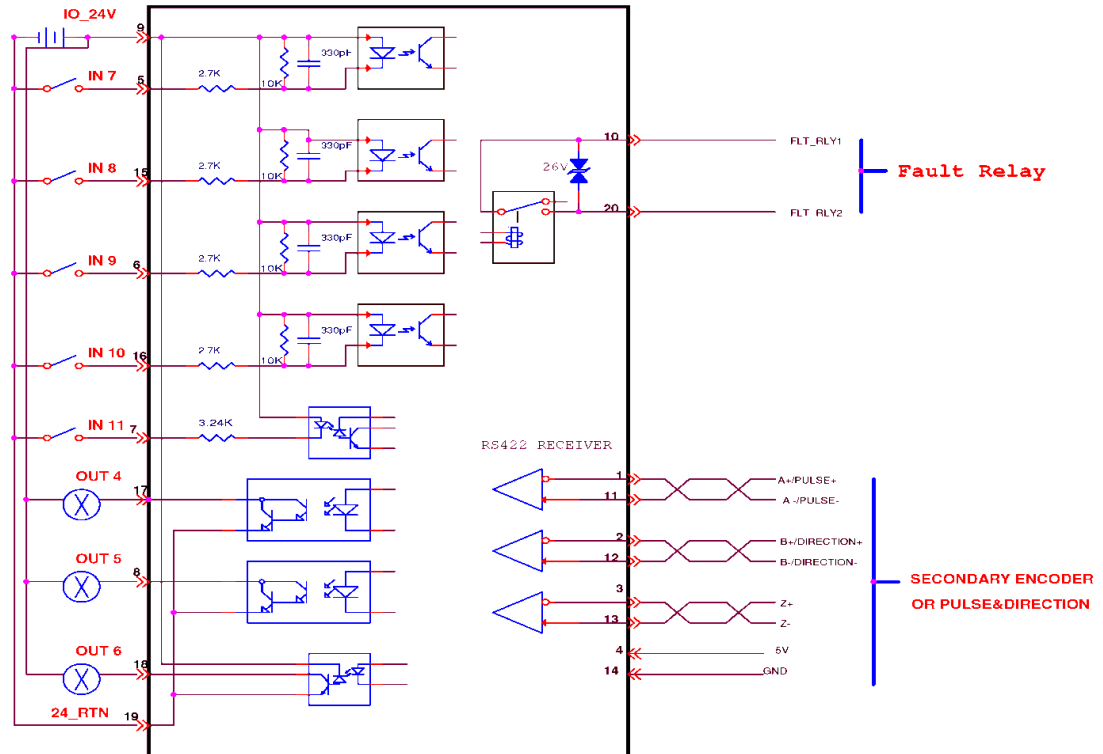 IO_24V
9
330pF
IN 7
5
2.7K
10K
IN 8
15
2.7K
10K
330pF
IN 9
6
2.7K
10K
330pF
IN 10
16
2.7K
10K
330pF
IN 11
7
3.24K
OUT 4
17
OUT 5
8
OUT 6
18
24_RTN
19
10
FLT_RLY1
26V
Fault Relay
20
FLT_RLY2
RS422 RECEIVER
1
A+/PULSE+
11
A-/PULSE-
2
B+/DIRECTION+
12
B-/DIRECTION-
3
Z+
13
Z-
4
5V
14
GND
SECONDARY ENCODER
OR PULSE&DIRECTION